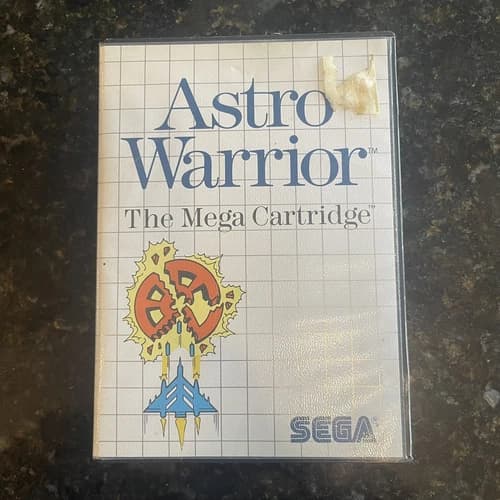 Astro
Warrior™
The Mega Cartridge™
SEGA®